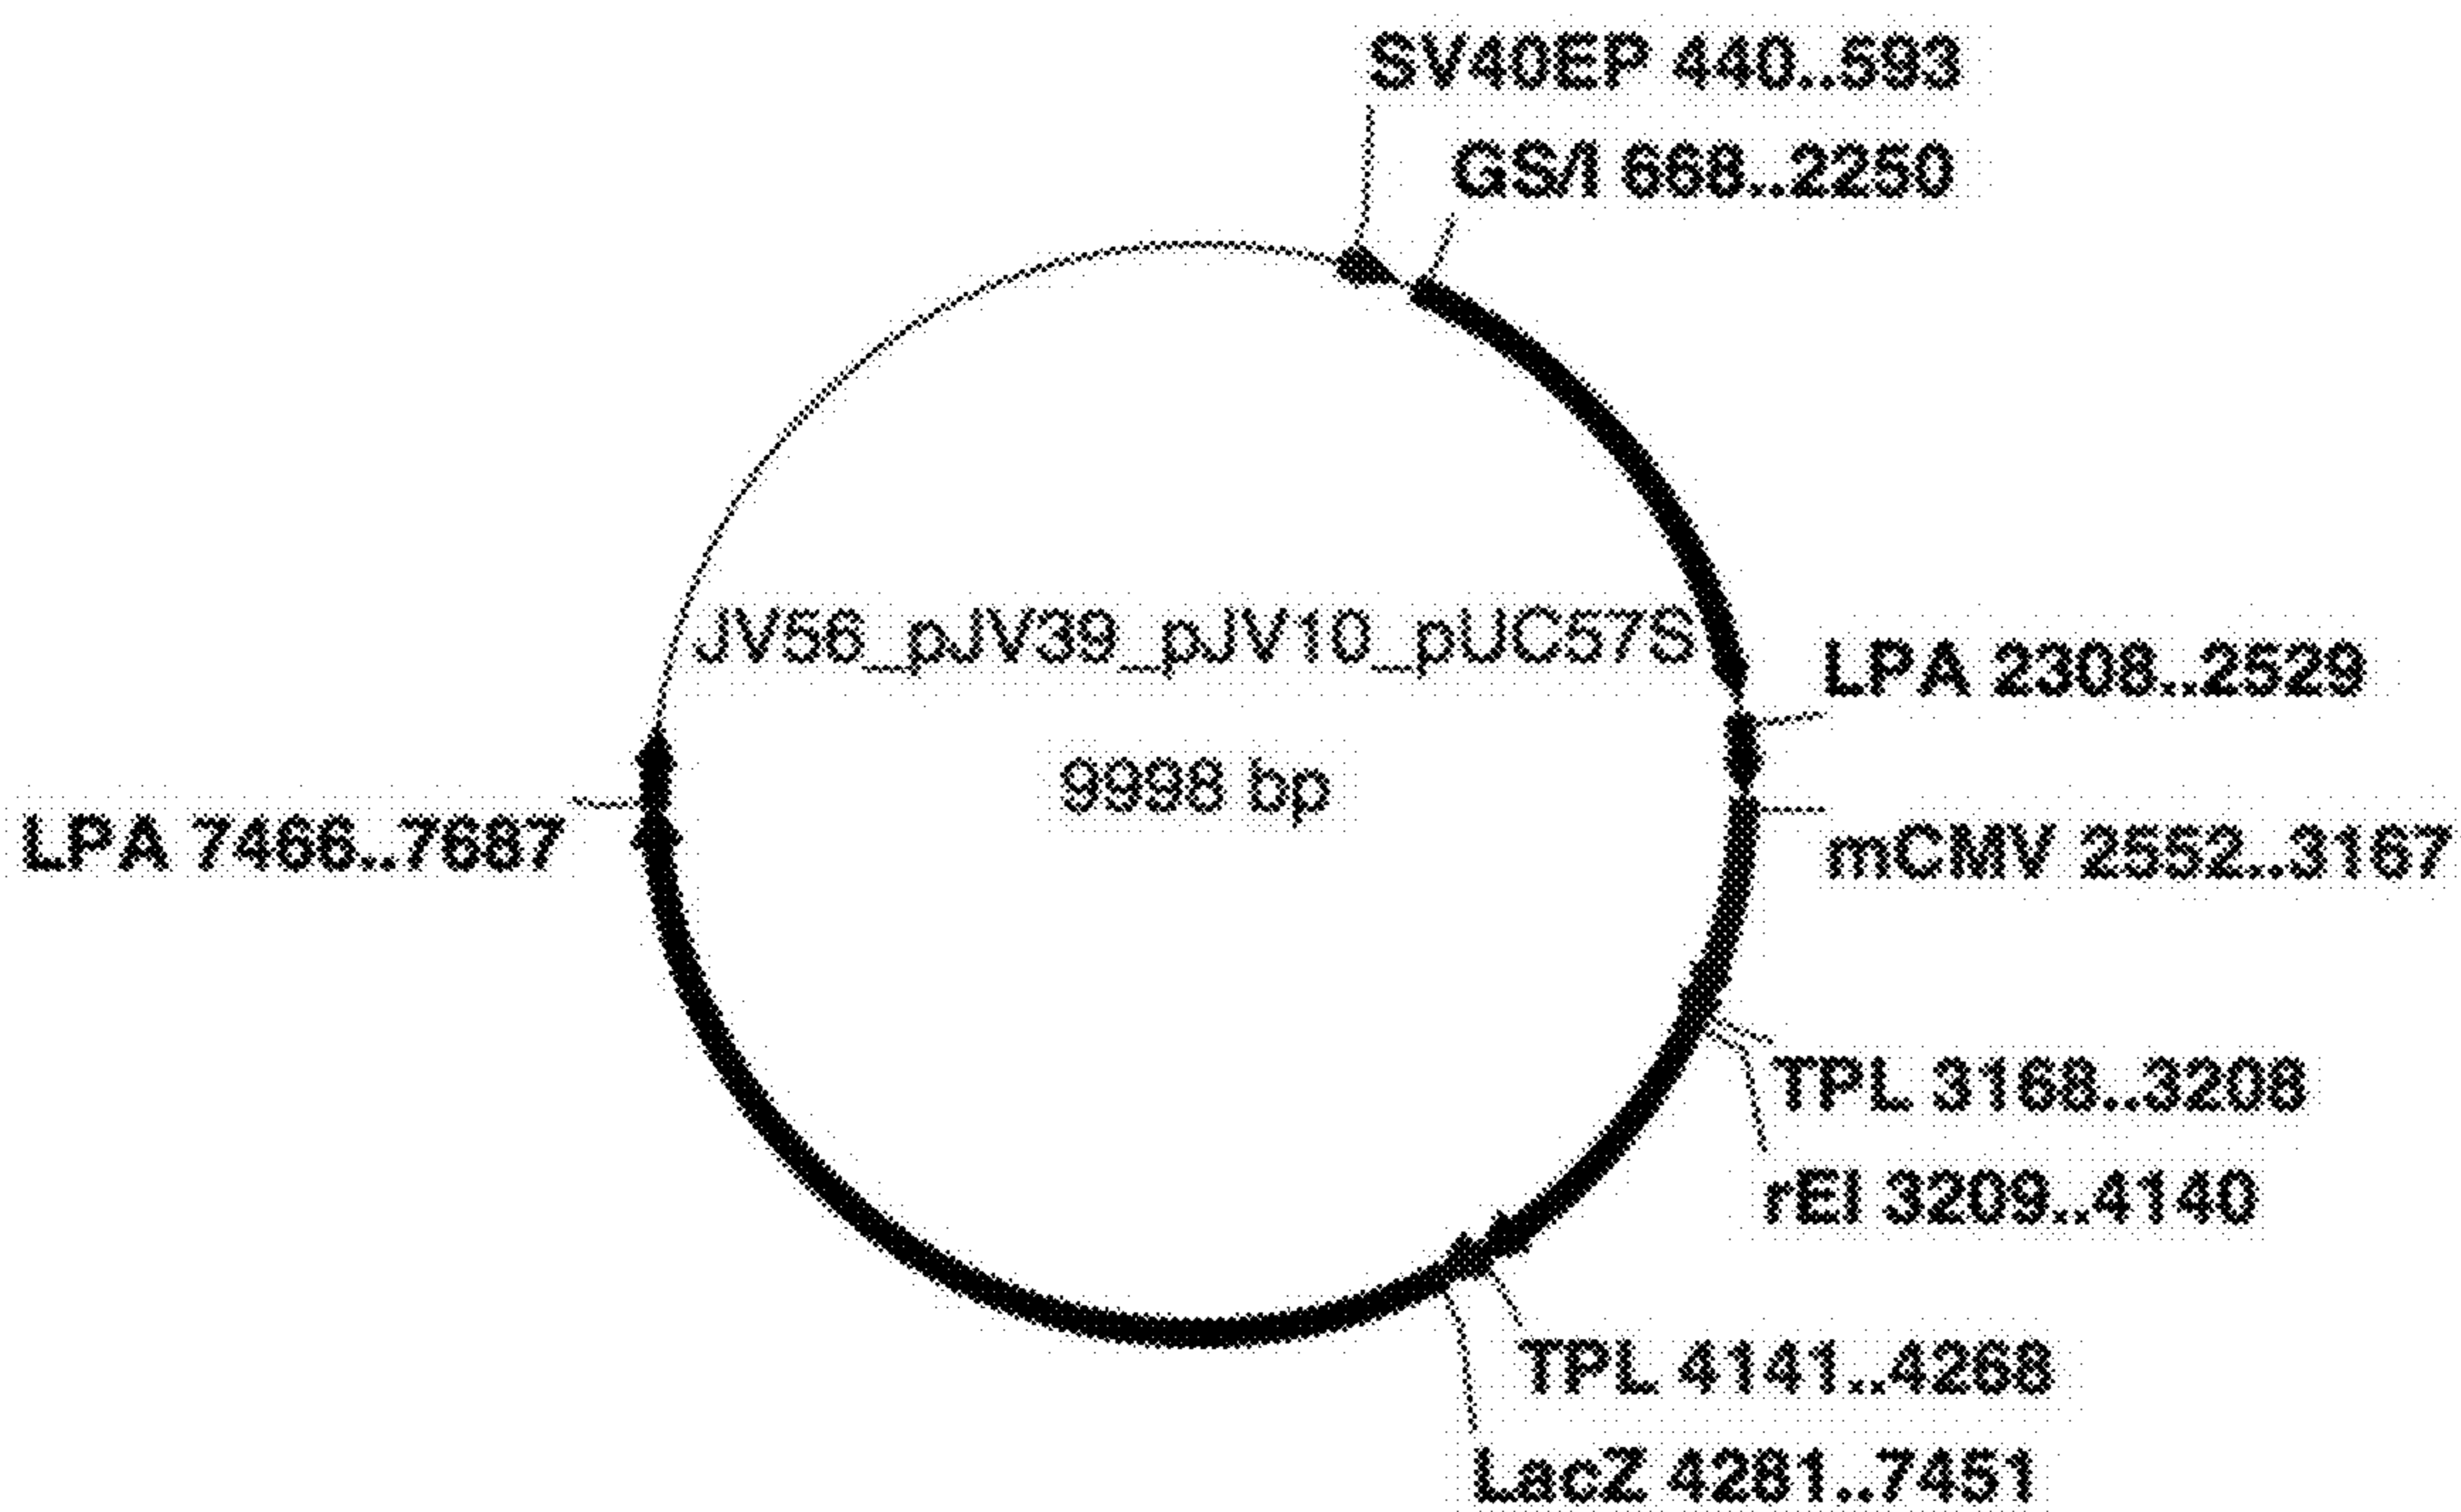 SV40EP 440..593
GS/I 668..2250
JV56_pJV39_pJV10_pUC57S
9998 bp
LPA 2308..2529
mCMV 2552..3167
LPA 7466..7687
TPL 3168..3208
rEI 3209..4140
TPL 4141..4268
LacZ 4281..7451